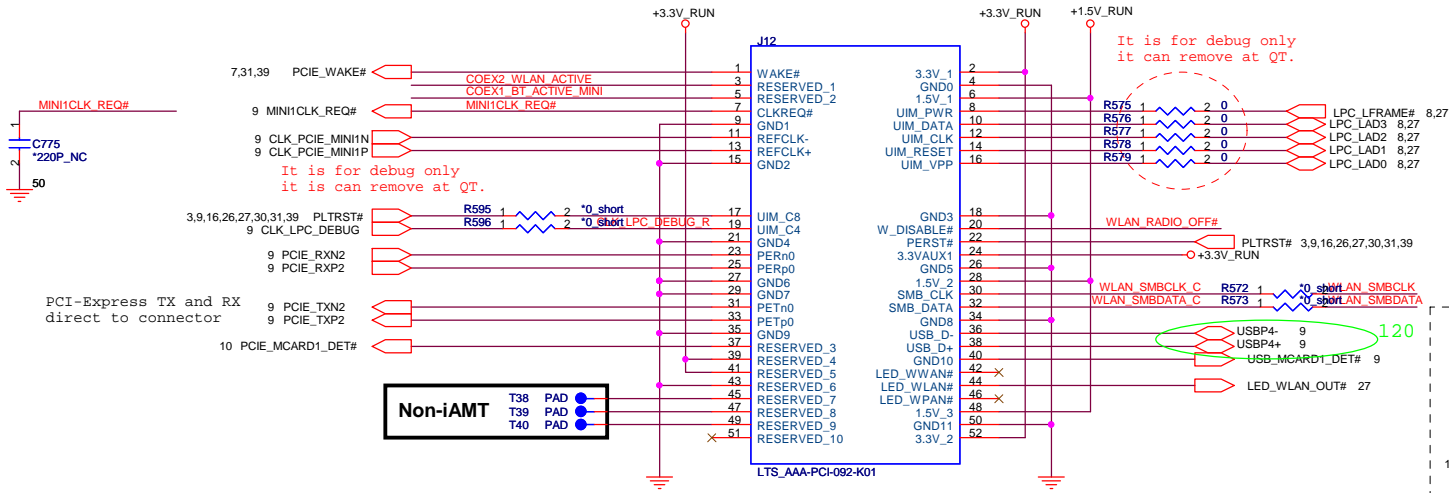 +3.3V_RUN +3.3V_RUN +1.5V_RUN
J12
It is for debug only
it can remove at QT.
7,31,39 PCIE_WAKE# 1 WAKE# 3.3V_1 2
COEX2_WLAN_ACTIVE 3 RESERVED_1 GND0 4
COEX1_BT_ACTIVE_MINI 5 RESERVED_2 1.5V_1 6
9 MINI1CLK_REQ# MINI1CLK_REQ# 7 CLKREQ# UIM_PWR 8 R575 1 2 0 LPC_LFRAME# 8,27
9 GND1 UIM_DATA 10 R576 1 2 0 LPC_LAD3 8,27
9 CLK_PCIE_MINI1N 11 REFCLK- UIM_CLK 12 R577 1 2 0 LPC_LAD2 8,27
9 CLK_PCIE_MINI1P 13 REFCLK+ UIM_RESET 14 R578 1 2 0 LPC_LAD1 8,27
15 GND2 UIM_VPP 16 R579 1 2 0 LPC_LAD0 8,27
MINI1CLK_REQ#
1
C775
*220P_NC
2
50
It is for debug only
it is can remove at QT.
3,9,16,26,27,30,31,39 PLTRST# R595 1 2 *0_short 17 UIM_C8 GND3 18
9 CLK_LPC_DEBUG R596 1 2 *0_short LPC_DEBUG_R 19 UIM_C4 W_DISABLE# 20 WLAN_RADIO_OFF#
21 GND4 PERST# 22 PLTRST# 3,9,16,26,27,30,31,39
9 PCIE_RXN2 23 PERn0 3.3VAUX1 24 +3.3V_RUN
9 PCIE_RXP2 25 PERp0 GND5 26
27 GND6 1.5V_2 28
29 GND7 SMB_CLK 30 WLAN_SMBCLK_C R572 1 2 *0_short WLAN_SMBCLK
9 PCIE_TXN2 31 PETn0 SMB_DATA 32 WLAN_SMBDATA_C R573 1 2 *0_short WLAN_SMBDATA
9 PCIE_TXP2 33 PETp0 GND8 34
35 GND9 USB_D- 36 USBP4- 9
10 PCIE_MCARD1_DET# 37 RESERVED_3 USB_D+ 38 USBP4+ 9
120
39 RESERVED_4 GND10 40 USB_MCARD1_DET# 9
41 RESERVED_5 LED_WWAN# 42
43 RESERVED_6 LED_WLAN# 44 LED_WLAN_OUT# 27
T38 PAD 45 RESERVED_7 LED_WPAN# 46
T39 PAD 47 RESERVED_8 1.5V_3 48
T40 PAD 49 RESERVED_9 GND11 50
51 RESERVED_10 3.3V_2 52
PCI-Express TX and RX
direct to connector
Non-iAMT
LTS_AAA-PCI-092-K01
1